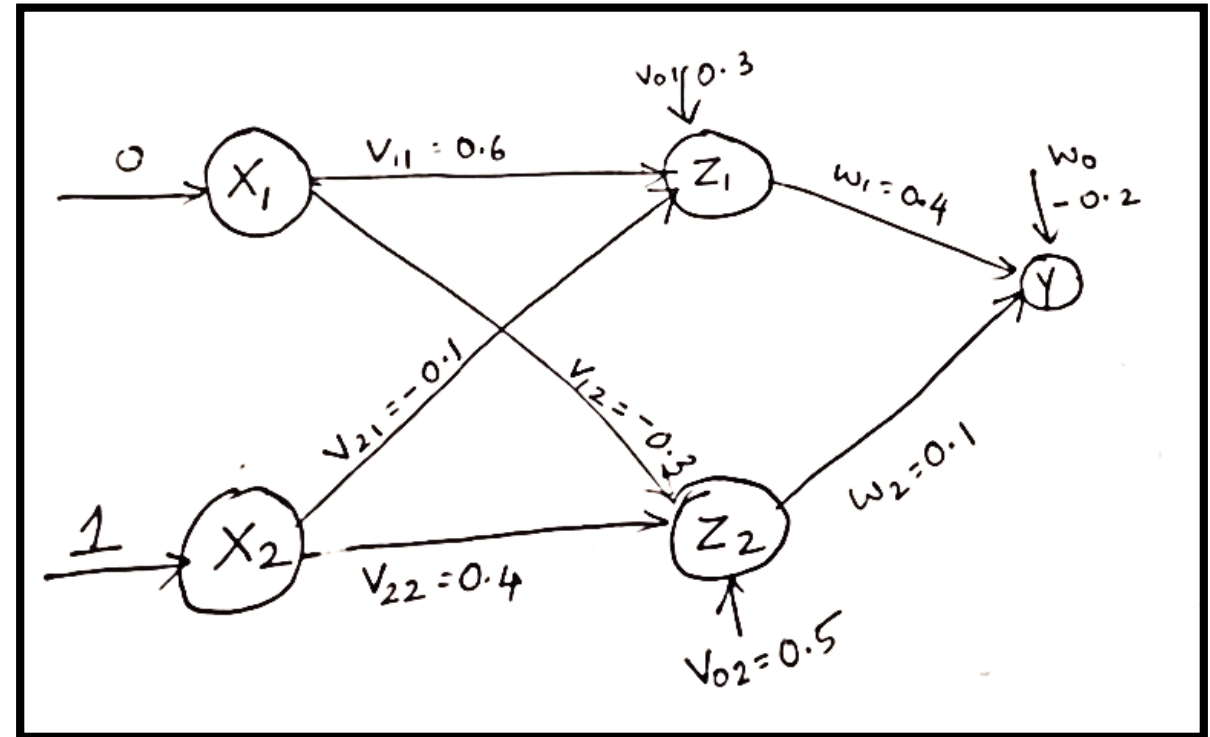 V01 0.3
0
X1
V11 = 0.6
Z1
W1 = 0.4
W0
-0.2
Y
V21 = -0.1
V12 = -0.3
1
X2
V22 = 0.4
Z2
W2 = 0.1
V02 = 0.5